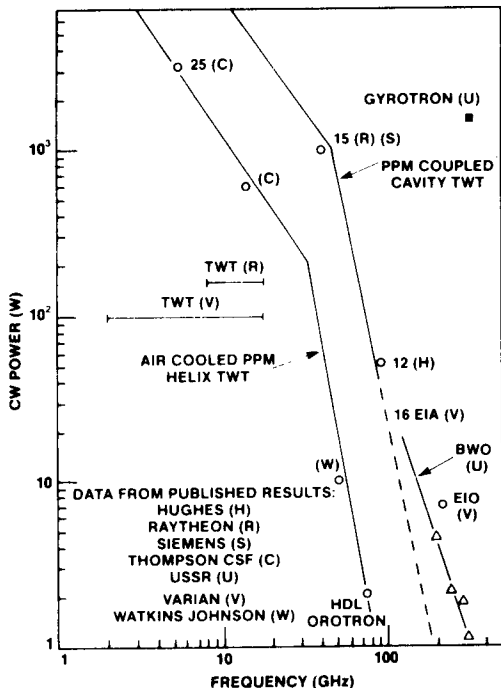 25 (C)
GYROTRON (U)
10³
15 (R) (S)
(C)
PPM COUPLED
CAVITY TWT
TWT (R)
TWT (V)
10²
CW POWER (W)
AIR COOLED PPM
HELIX TWT
12 (H)
16 EIA (V)
BWO
(U)
(W)
10
EIO
(V)
DATA FROM PUBLISHED RESULTS:
HUGHES (H)
RAYTHEON (R)
SIEMENS (S)
THOMPSON CSF (C)
USSR (U)
VARIAN (V)
WATKINS JOHNSON (W)
HDL
OROTRON
1
1
10
100
FREQUENCY (GHz)